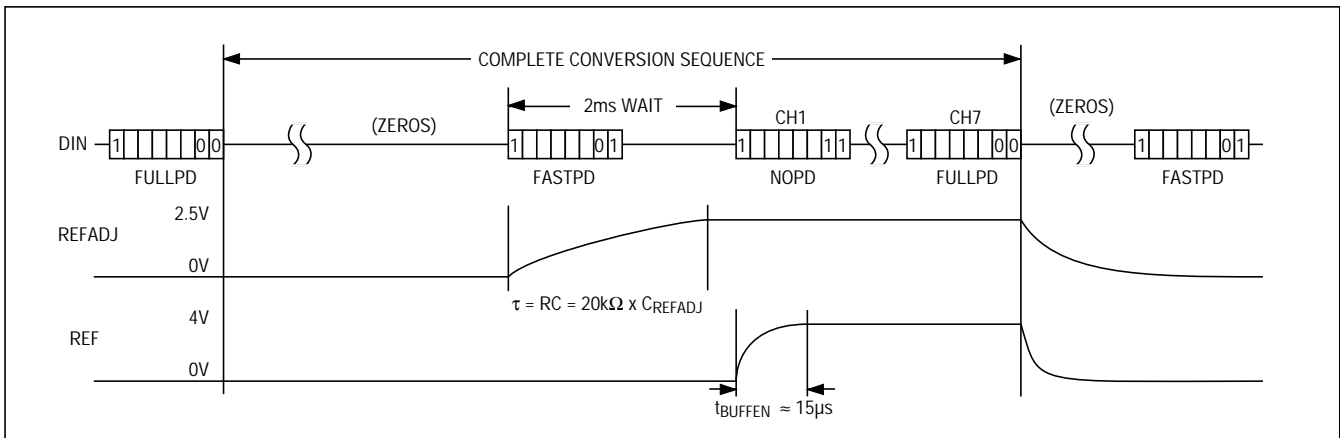 COMPLETE CONVERSION SEQUENCE
2ms WAIT
(ZEROS)
CH1
CH7
(ZEROS)
DIN
1 0 0
1 0 1
1 1 1
1 0 0
1 0 1
FULLPD
FASTPD
NOPD
FULLPD
FASTPD
2.5V
REFADJ
0V
τ = RC = 20kΩ x CREFADJ
4V
REF
0V
tBUFFEN ≈ 15µs